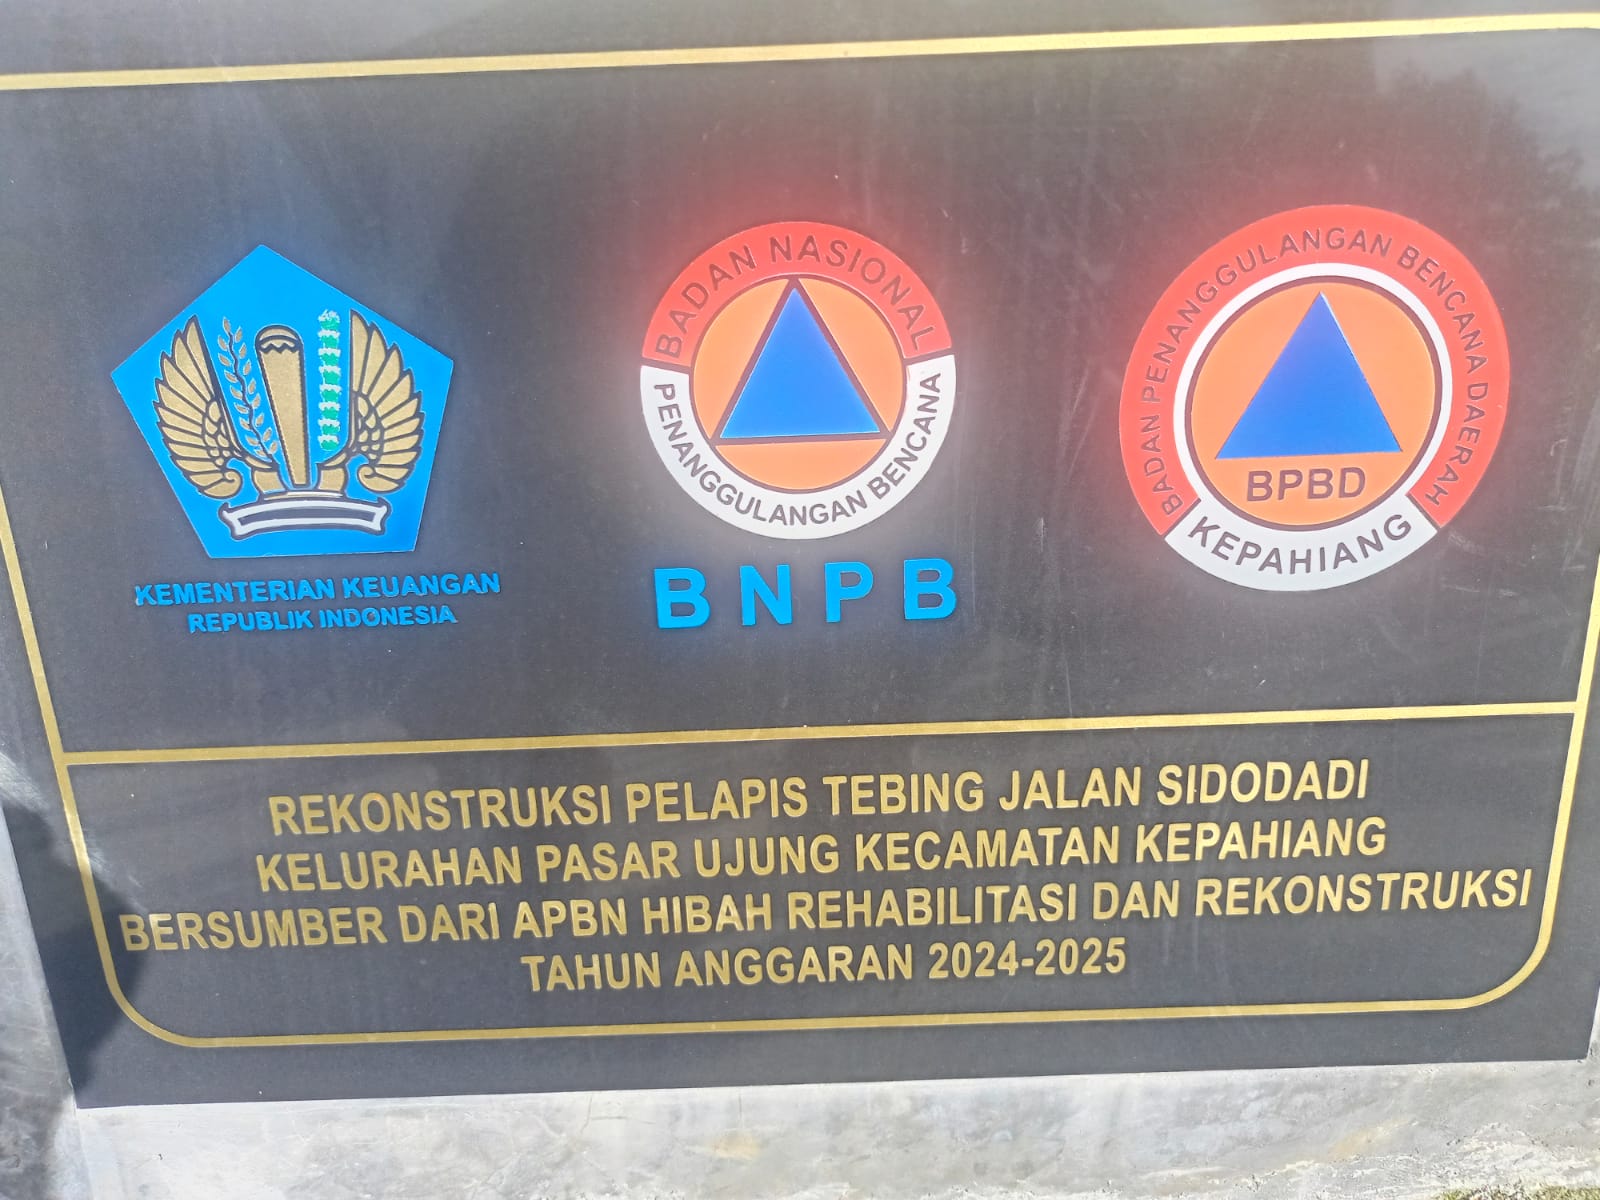 KEMENTERIAN KEUANGAN
REPUBLIK INDONESIA
BADAN NASIONAL
PENANGGULANGAN BENCANA
BNPB
BADAN PENANGGULANGAN BENCANA DAERAH
BPBD
KEPAHIANG
REKONSTRUKSI PELAPIS TEBING JALAN SIDODADI
KELURAHAN PASAR UJUNG KECAMATAN KEPAHIANG
BERSUMBER DARI APBN HIBAH REHABILITASI DAN REKONSTRUKSI
TAHUN ANGGARAN 2024-2025